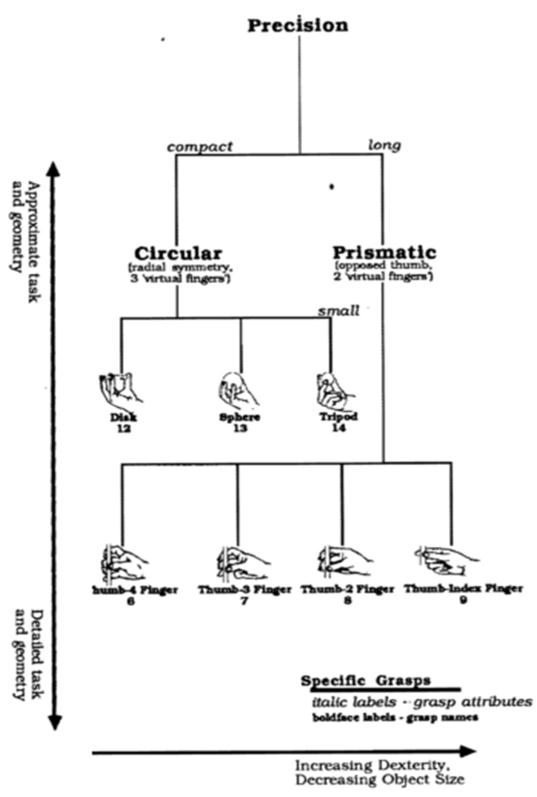 Precision
compact
long
Approximate task
and geometry
Circular
(radial symmetry,
3 'virtual fingers')
Prismatic
(opposed thumb,
2 'virtual fingers')
small
Disk
12
Sphere
13
Tripod
14
humb-4 Finger
6
Thumb-3 Finger
7
Thumb-2 Finger
8
Thumb-Index Finger
9
Detailed task
and geometry
Specific Grasps
italic labels - grasp attributes
boldface labels - grasp names
Increasing Dexterity,
Decreasing Object Size